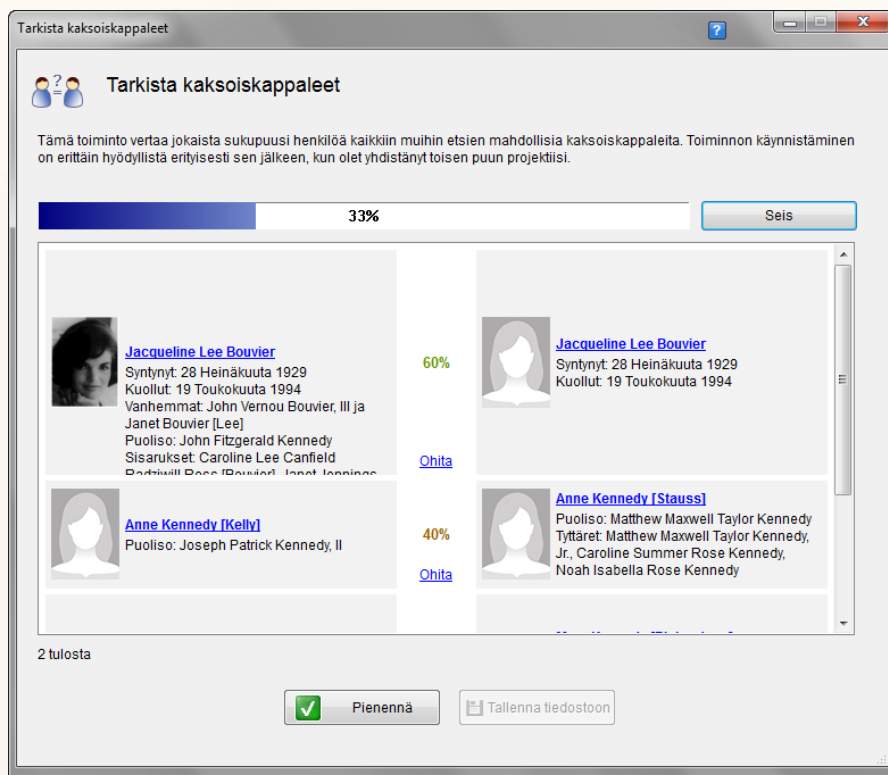 Tarkista kaksoiskappaleet
?
Tarkista kaksoiskappaleet
Tämä toiminto vertaa jokaista sukupuusi henkilöä kaikkiin muihin etsien mahdollisia kaksoiskappaleita. Toiminnon käynnistäminen
on erittäin hyödyllistä erityisesti sen jälkeen, kun olet yhdistänyt toisen puun projektiisi.
33%
Seis
Jacqueline Lee Bouvier
Syntynyt: 28 Heinäkuuta 1929
Kuollut: 19 Toukokuuta 1994
Vanhemmat: John Vernou Bouvier, III ja
Janet Bouvier [Lee]
Puoliso: John Fitzgerald Kennedy
Sisarukset: Caroline Lee Canfield
Radziwill Ross [Bouvier], Janet Jennings
60%
Ohita
Jacqueline Lee Bouvier
Syntynyt: 28 Heinäkuuta 1929
Kuollut: 19 Toukokuuta 1994
Anne Kennedy [Kelly]
Puoliso: Joseph Patrick Kennedy, II
40%
Ohita
Anne Kennedy [Stauss]
Puoliso: Matthew Maxwell Taylor Kennedy
Tyttäret: Matthew Maxwell Taylor Kennedy,
Jr., Caroline Summer Rose Kennedy,
Noah Isabella Rose Kennedy
2 tulosta
Pienennä
Tallenna tiedostoon